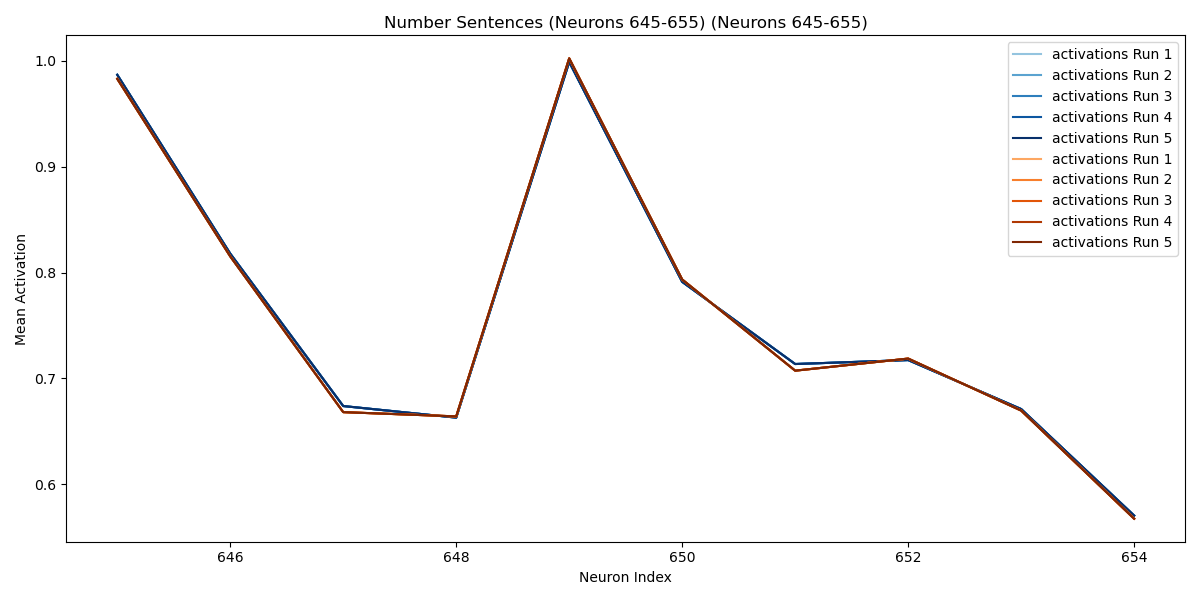 Number Sentences (Neurons 645-655) (Neurons 645-655)
activations Run 1
activations Run 2
activations Run 3
activations Run 4
activations Run 5
activations Run 1
activations Run 2
activations Run 3
activations Run 4
activations Run 5
Mean Activation
1.0
0.9
0.8
0.7
0.6
646 648 650 652 654
Neuron Index